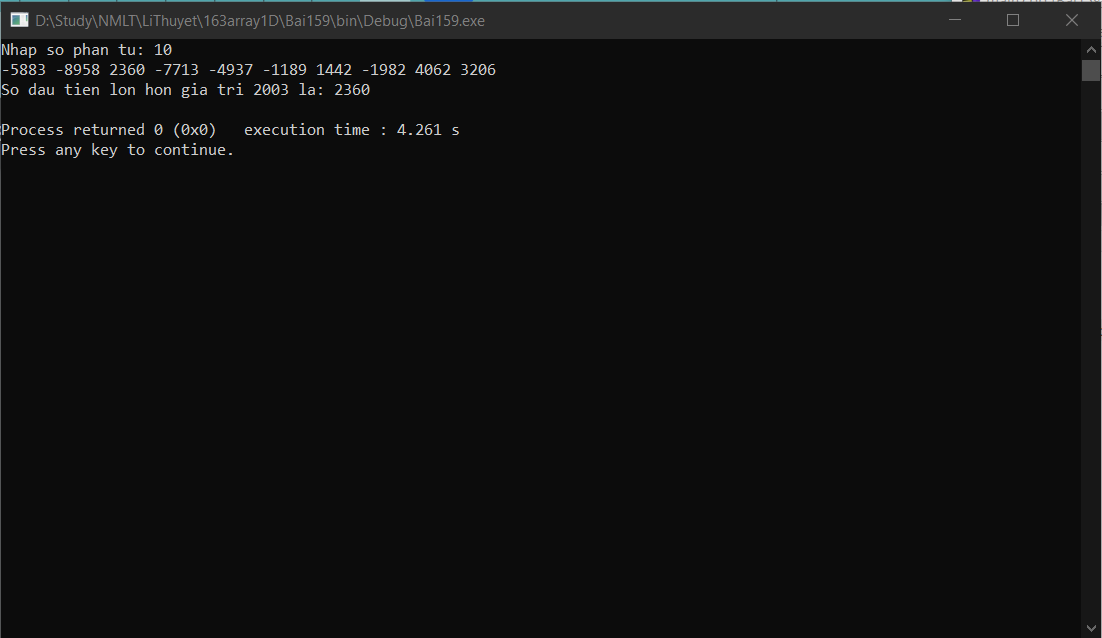 D:\Study\NMLT\LiThuyet\163array1D\Bai159\bin\Debug\Bai159.exe
Nhap so phan tu: 10
-5883 -8958 2360 -7713 -4937 -1189 1442 -1982 4062 3206
So dau tien lon hon gia tri 2003 la: 2360
Process returned 0 (0x0)   execution time : 4.261 s
Press any key to continue.